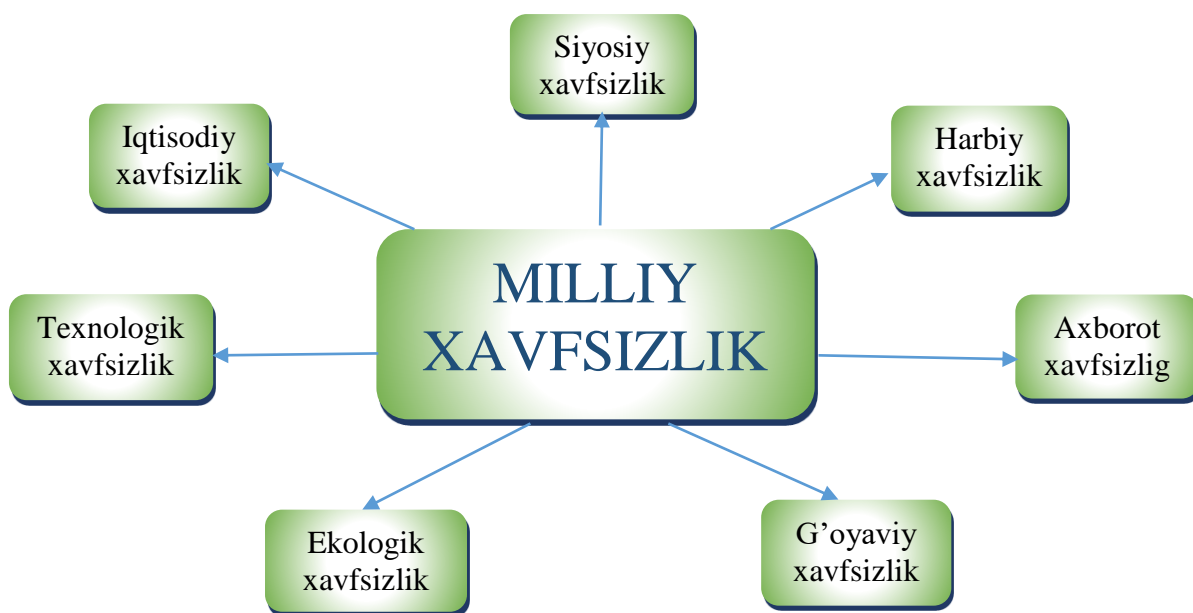 Siyosiy
xavfsizlik
Iqtisodiy
xavfsizlik
Harbiy
xavfsizlik
MILLIY
XAVFSIZLIK
Texnologik
xavfsizlik
Axborot
xavfsizlig
Ekologik
xavfsizlik
G’oyaviy
xavfsizlik